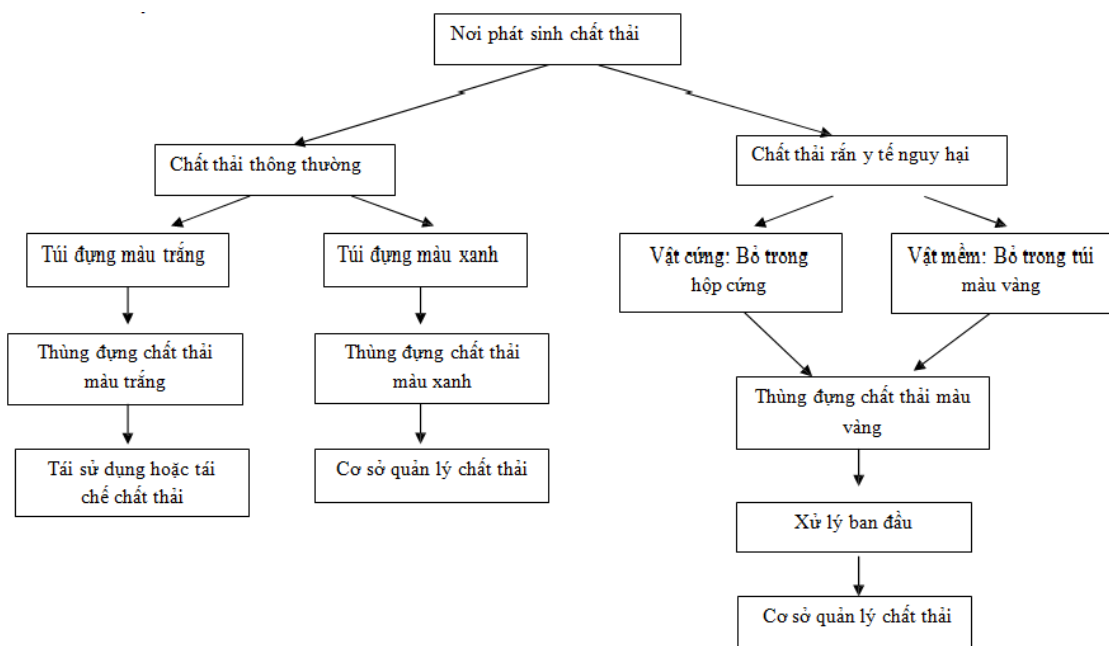 Nơi phát sinh chất thải
Chất thải thông thường
Chất thải rắn y tế nguy hại
Túi đựng màu trắng
Túi đựng màu xanh
Vật cứng: Bỏ trong
hộp cứng
Vật mềm: Bỏ trong túi
màu vàng
Thùng đựng chất thải
màu trắng
Thùng đựng chất thải
màu xanh
Thùng đựng chất thải màu
vàng
Tái sử dụng hoặc tái
chế chất thải
Cơ sở quản lý chất thải
Xử lý ban đầu
Cơ sở quản lý chất thải